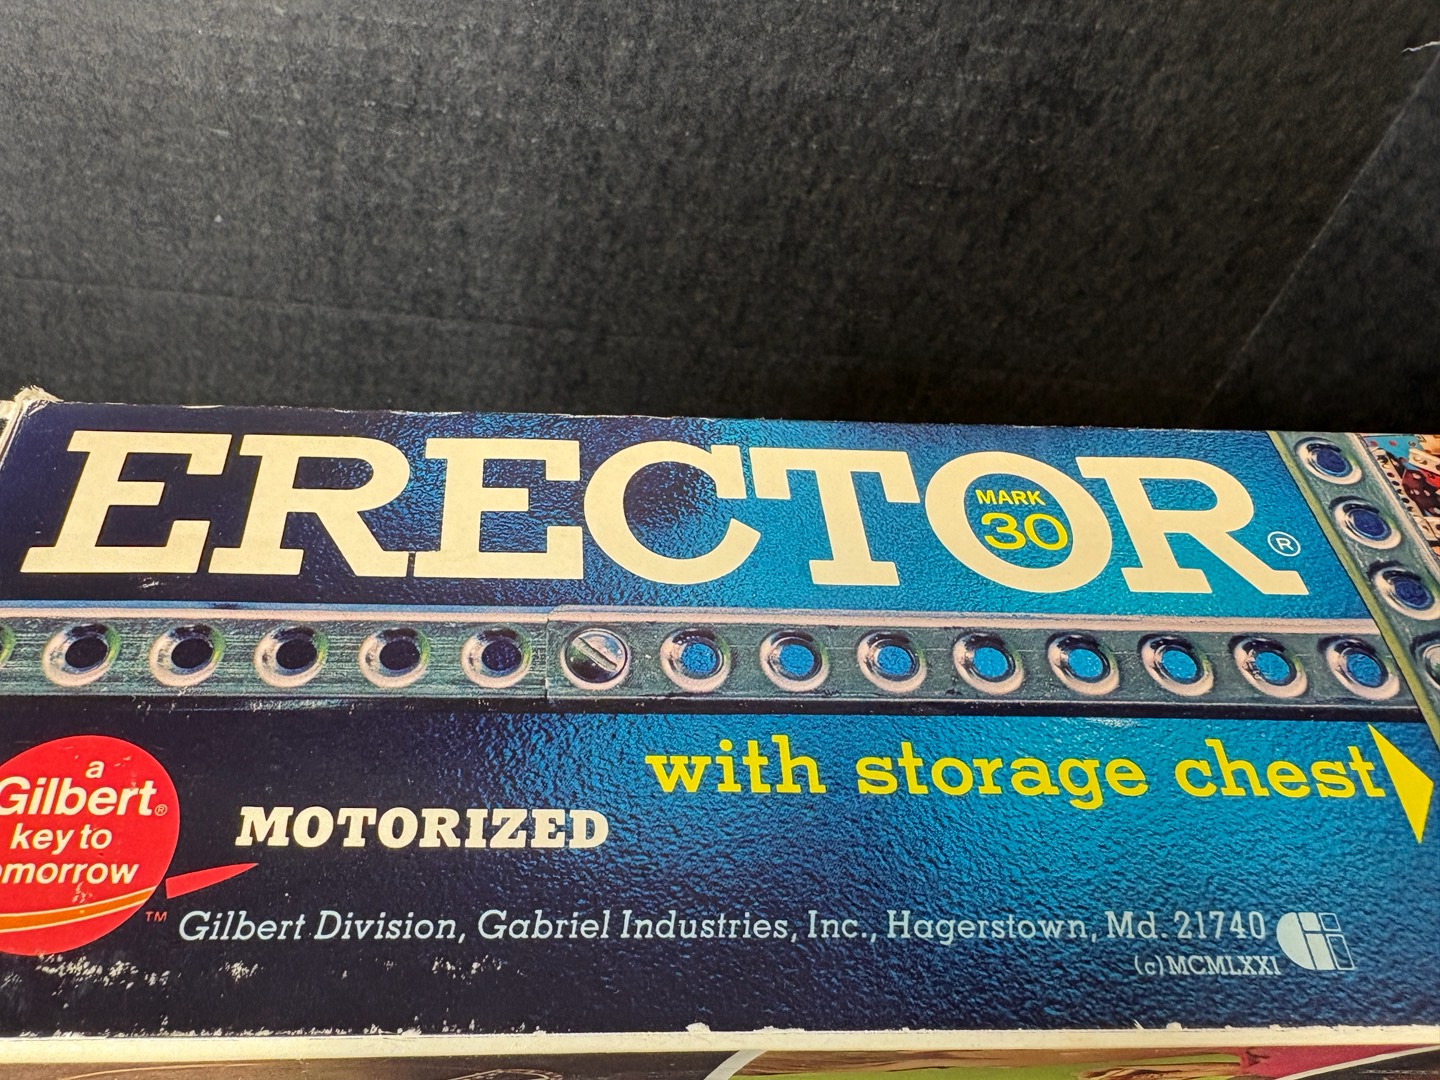 ERECTOR®
MARK
30
with storage chest
a
Gilbert®
key to
omorrow
TM
MOTORIZED
Gilbert Division, Gabriel Industries, Inc., Hagerstown, Md. 21740
(c) MCMLXXI